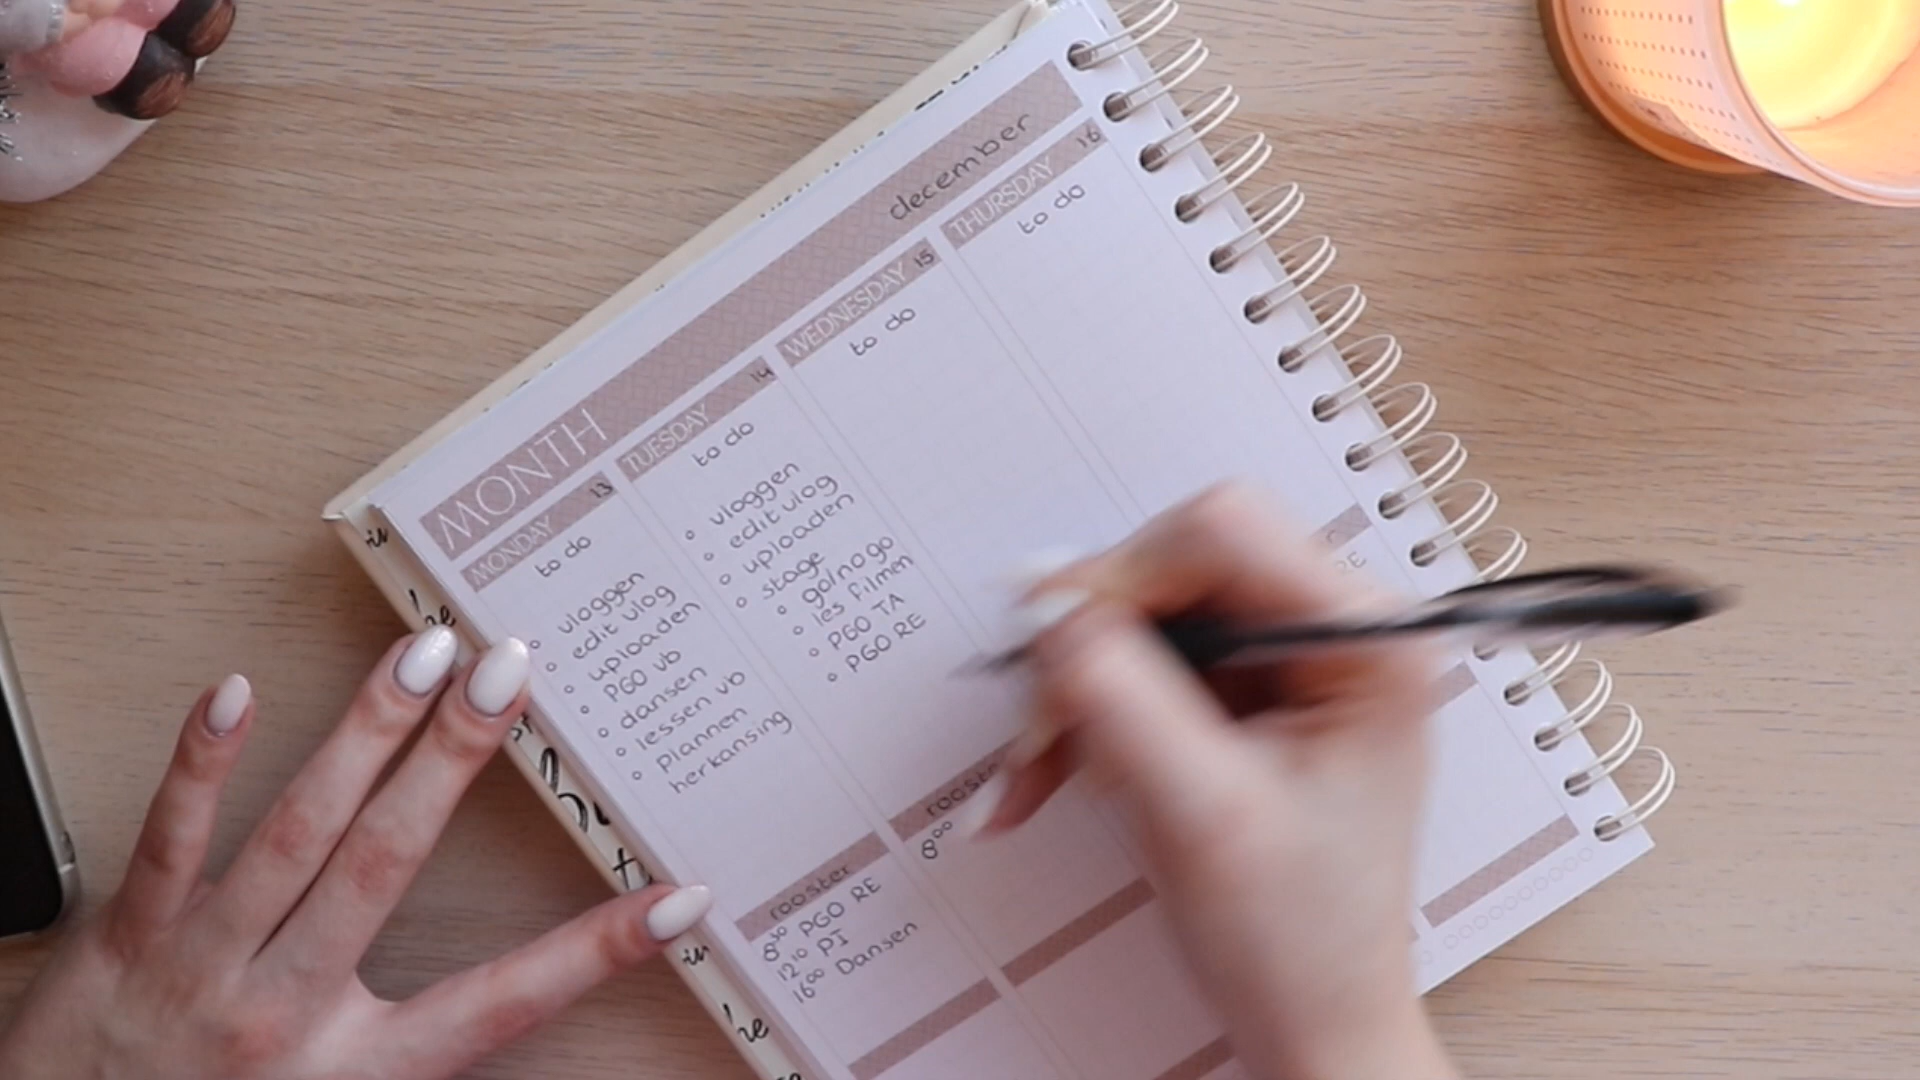 december
MONTH
MONDAY 13
to do
vloggen
edit vlog
uploaden
PGO vb
dansen
lessen vb
plannen
herkansing
rooster
8³⁰ PGO RE
12¹⁰ PI
16⁰⁰ Dansen
TUESDAY 14
to do
vloggen
edit vlog
uploaden
stage
go/no go
les filmen
PGO TA
PGO RE
8⁰⁰
WEDNESDAY 15
to do
THURSDAY 16
to do
RE